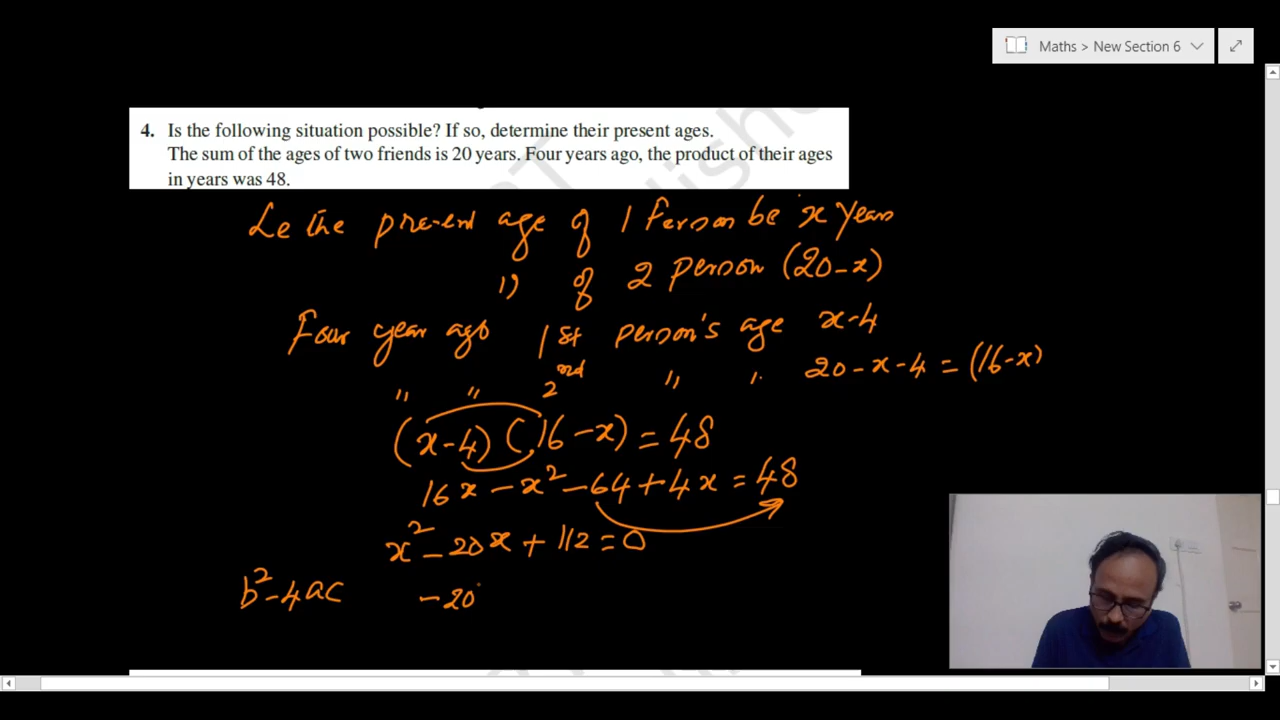 Maths > New Section 6
4. Is the following situation possible? If so, determine their present ages.
The sum of the ages of two friends is 20 years. Four years ago, the product of their ages
in years was 48.
Le the present age of 1 Person be x years
" of 2 person (20-x)
Four year ago 1st person's age x-4
" " 2nd " " 20-x-4 = (16-x)
(x-4) (16-x) = 48
16x - x² - 64 + 4x = 48
x² - 20x + 112 = 0
b² - 4ac - 20